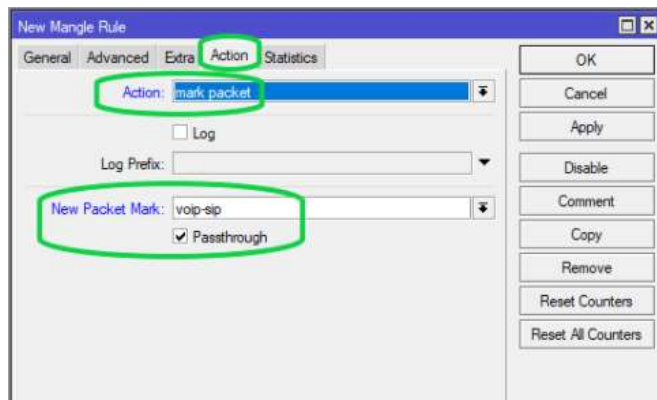 New Mangle Rule
General Advanced Extra Action Statistics
Action: mark packet
Log
Log Prefix:
New Packet Mark: voip-sip
Passthrough
OK
Cancel
Apply
Disable
Comment
Copy
Remove
Reset Counters
Reset All Counters